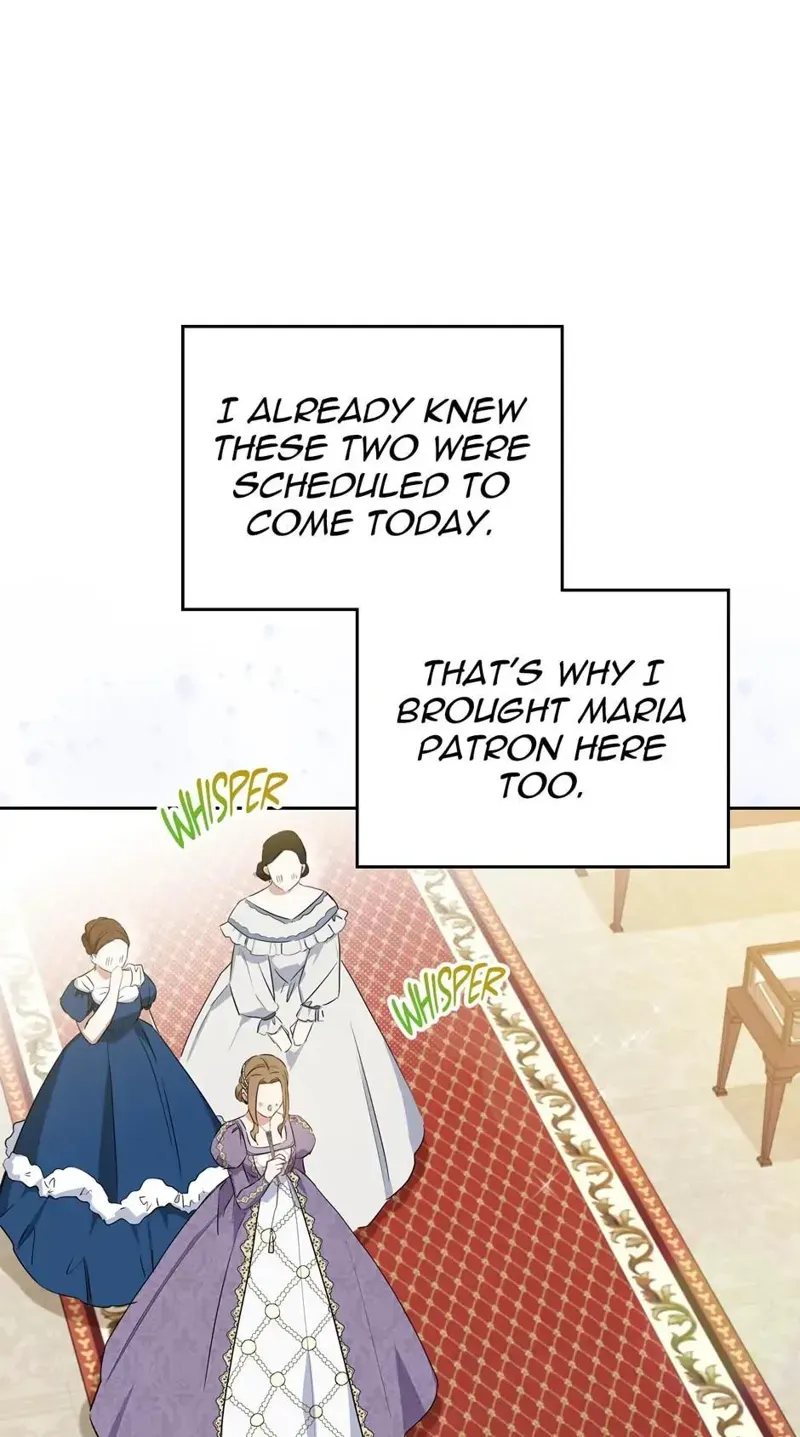 I ALREADY KNEW
THESE TWO WERE
SCHEDULED TO
COME TODAY.
THAT'S WHY I
BROUGHT MARIA
PATRON HERE
TOO.
WHISPER
WHISPER